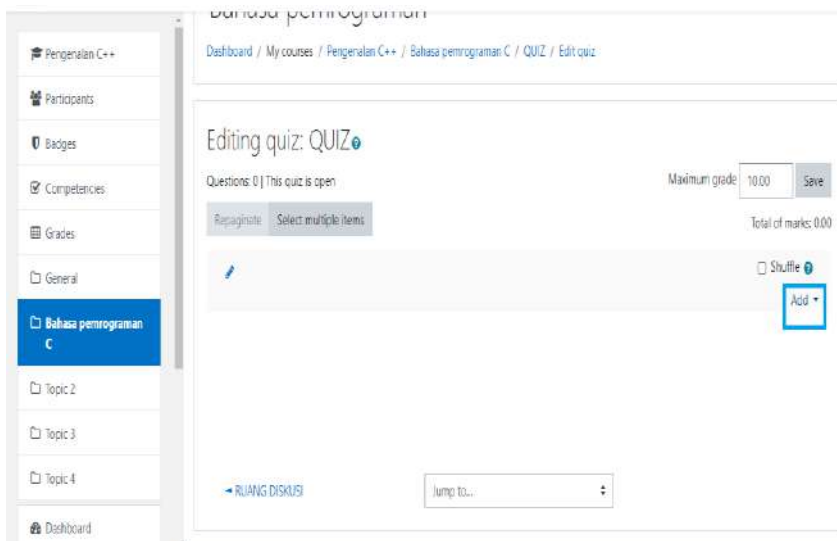 Bahasa pemrograman
Dashboard / My courses / Pengenalan C++ / Bahasa pemrograman C / QUIZ / Edit quiz
Pengenalan C++
Participants
Badges
Competencies
Grades
General
Bahasa pemrograman
C
Topic 2
Topic 3
Topic 4
Dashboard
Editing quiz: QUIZ
Questions: 0 | This quiz is open
Maximum grade 10.00 Save
Repaginate Select multiple items
Total of marks: 0.00
Shuffle
Add
◄ RUANG DISKUSI
Jump to...